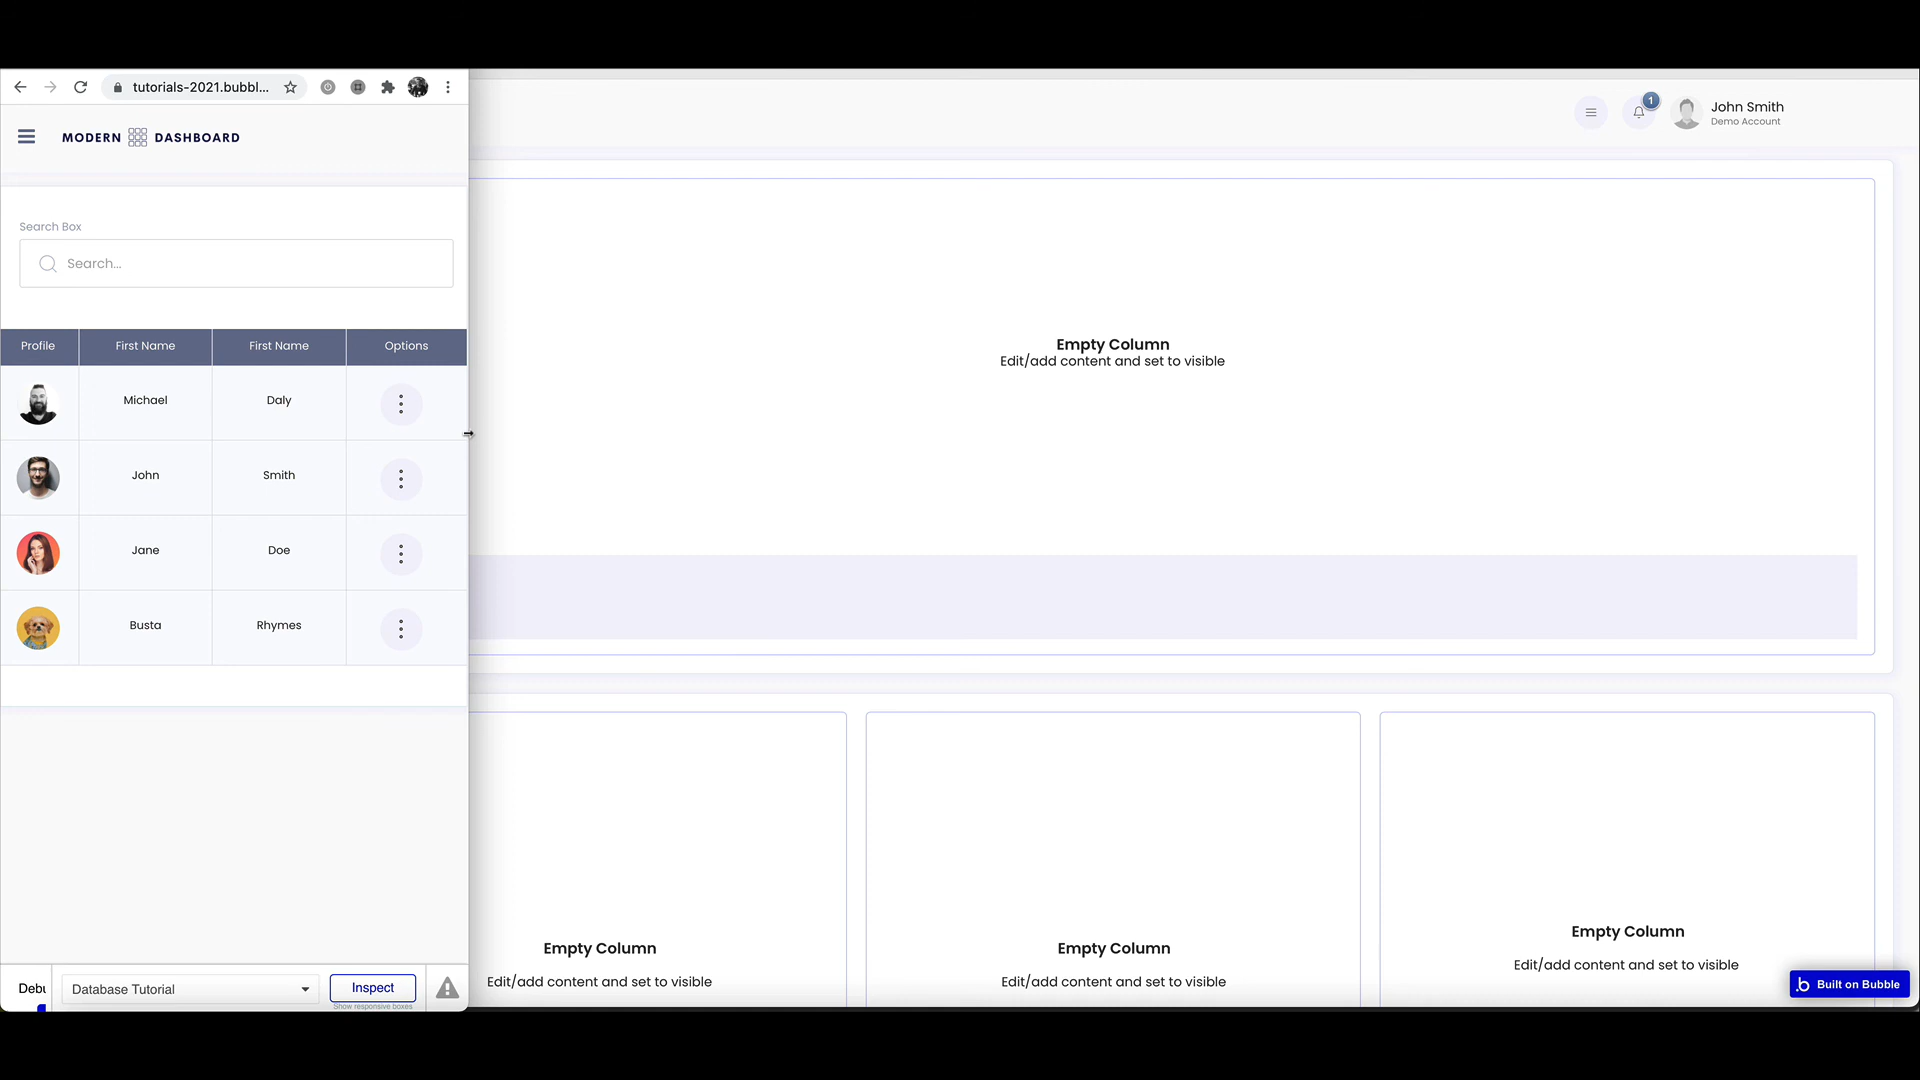 tutorials-2021.bubbl...
MODERN DASHBOARD
1
John Smith
Demo Account
Search Box
Search...
Profile First Name First Name Options
Michael Daly
John Smith
Jane Doe
Busta Rhymes
Empty Column
Edit/add content and set to visible
Empty Column
Edit/add content and set to visible
Empty Column
Edit/add content and set to visible
Empty Column
Edit/add content and set to visible
Debu
Database Tutorial
Inspect
Show responsive boxes
Built on Bubble